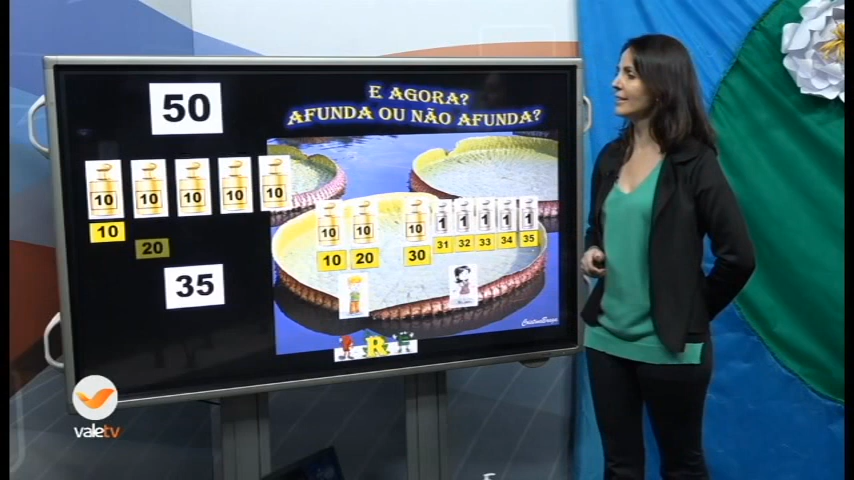 50
E AGORA?
AFUNDA OU NÃO AFUNDA?
10 10 10 10 10
10
20
35
10 10 10 1 1 1 1 1
10 20 30 31 32 33 34 35
R
valetv